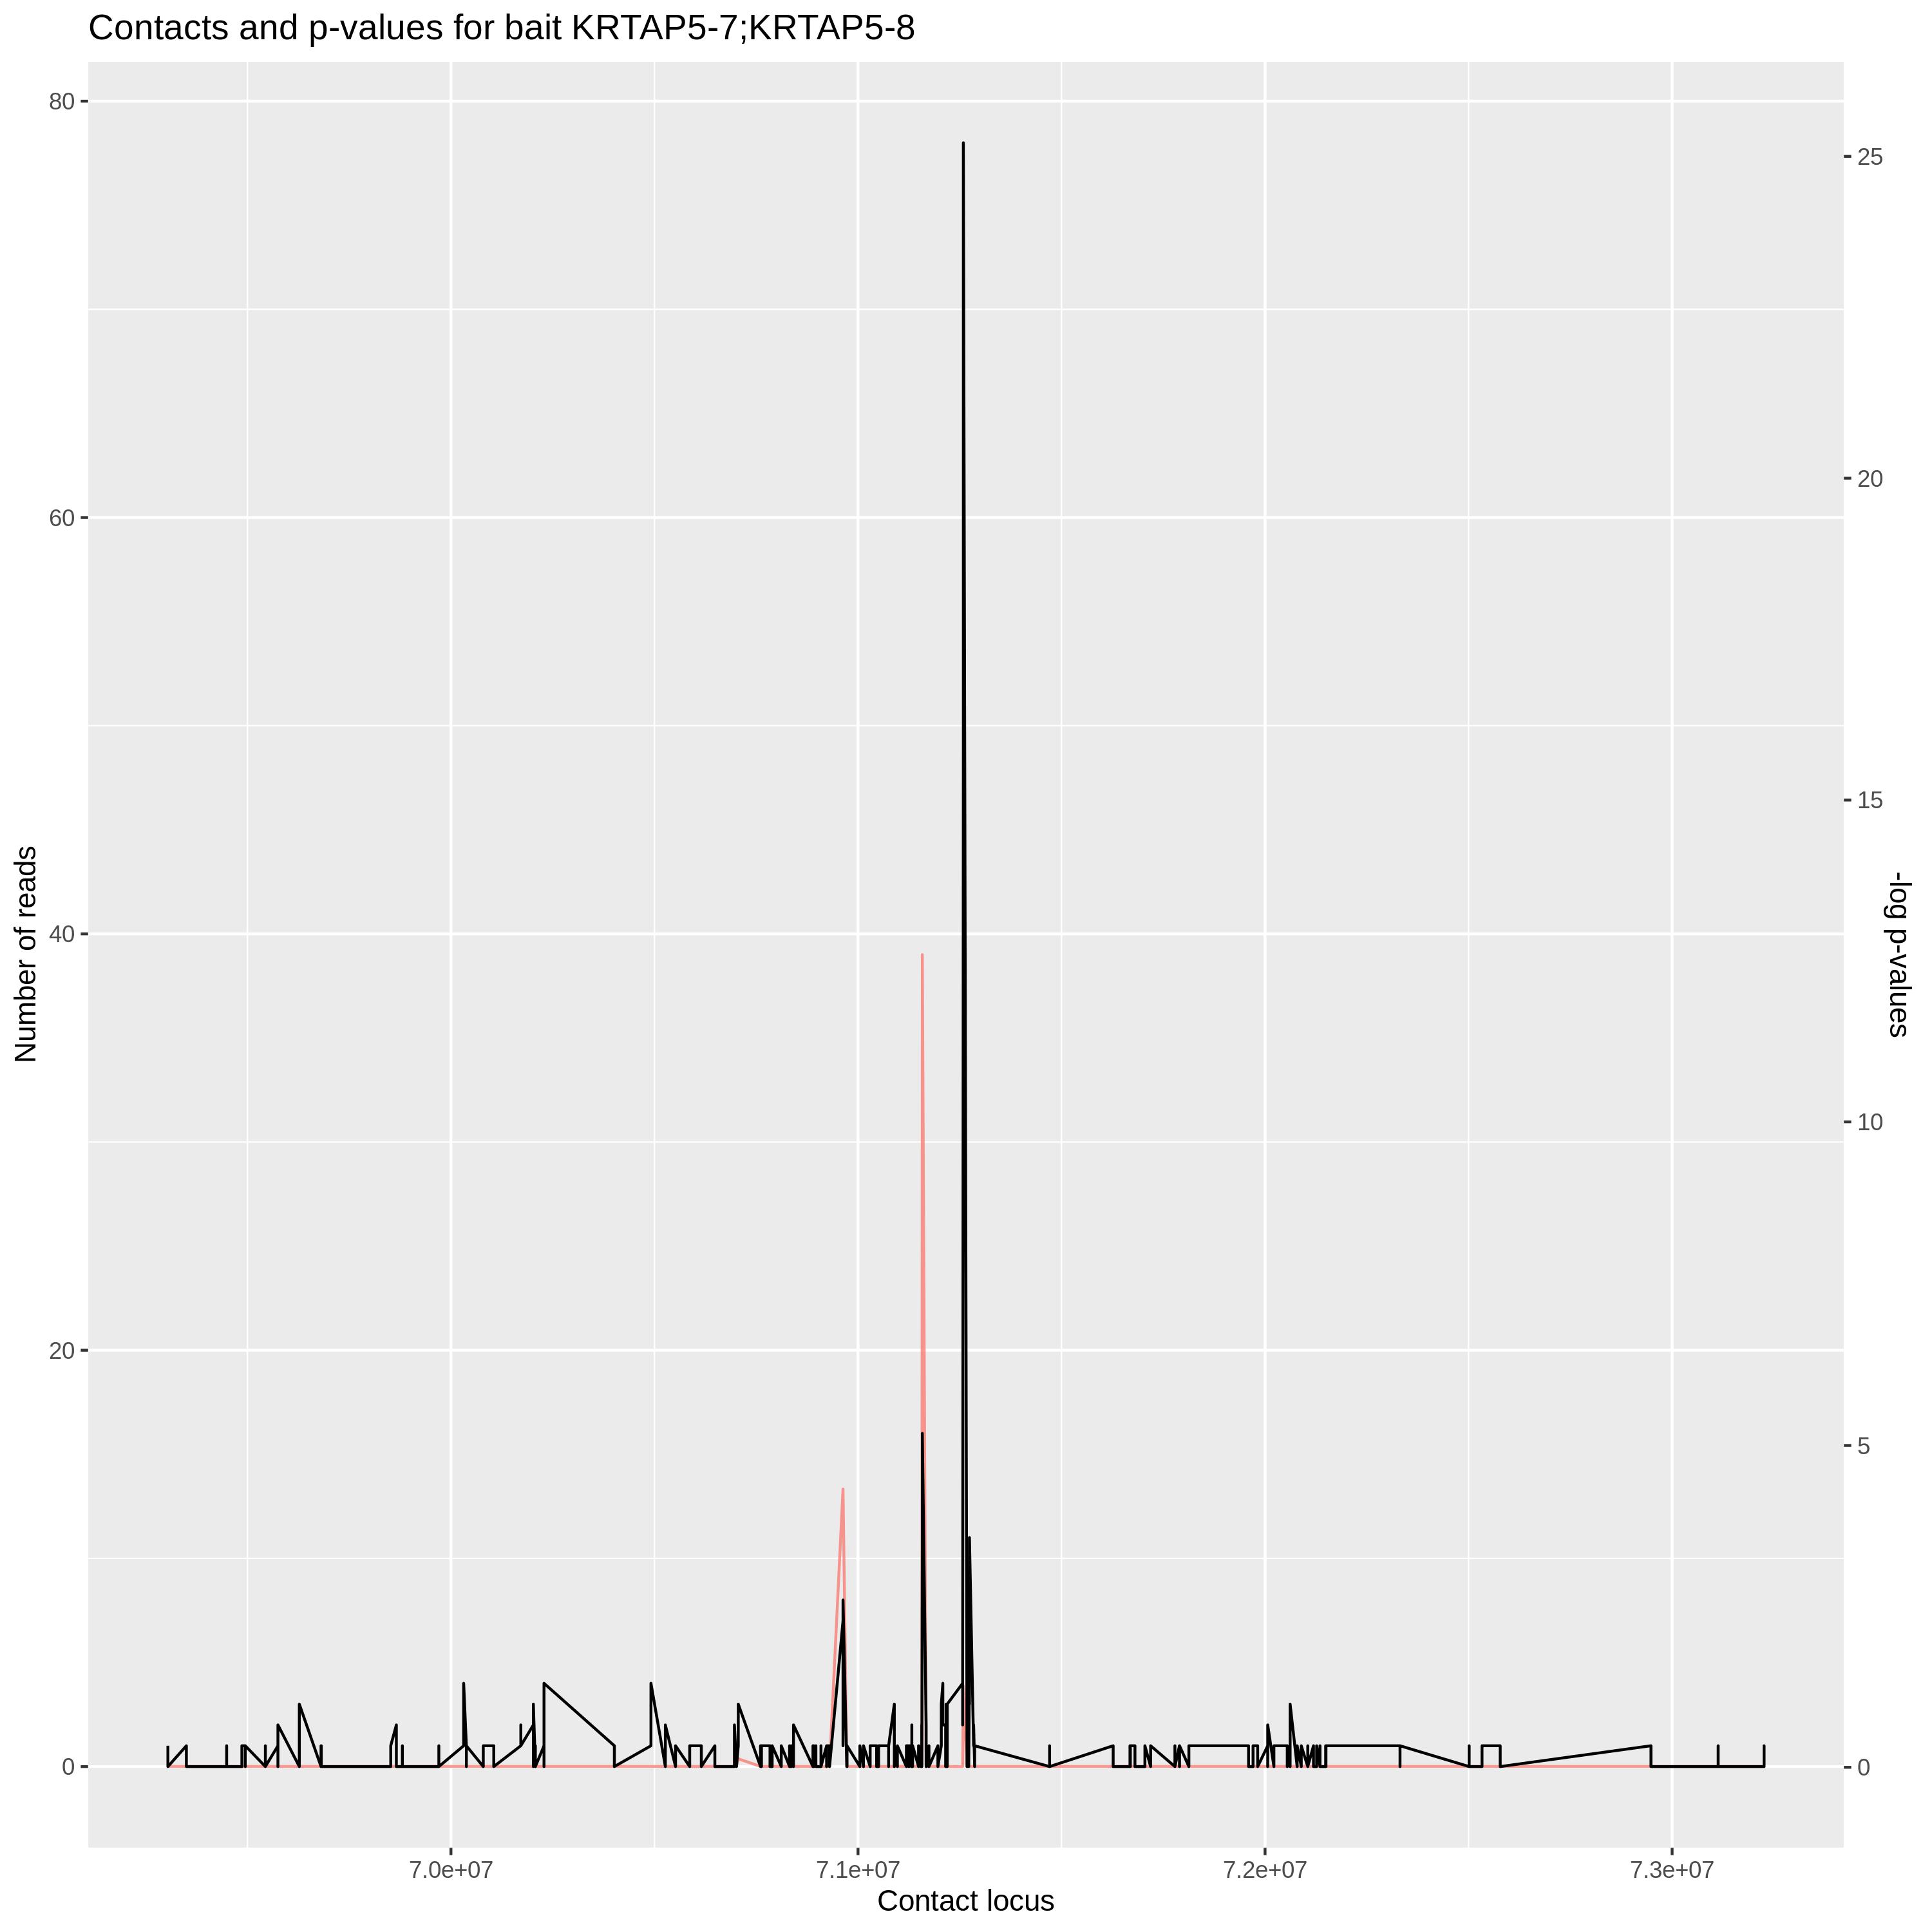 Contacts and p-values for bait KRTAP5-7;KRTAP5-8
80
60
40
20
0
Number of reads
25
20
15
10
5
0
-log p-values
7.0e+07 7.1e+07 7.2e+07 7.3e+07
Contact locus